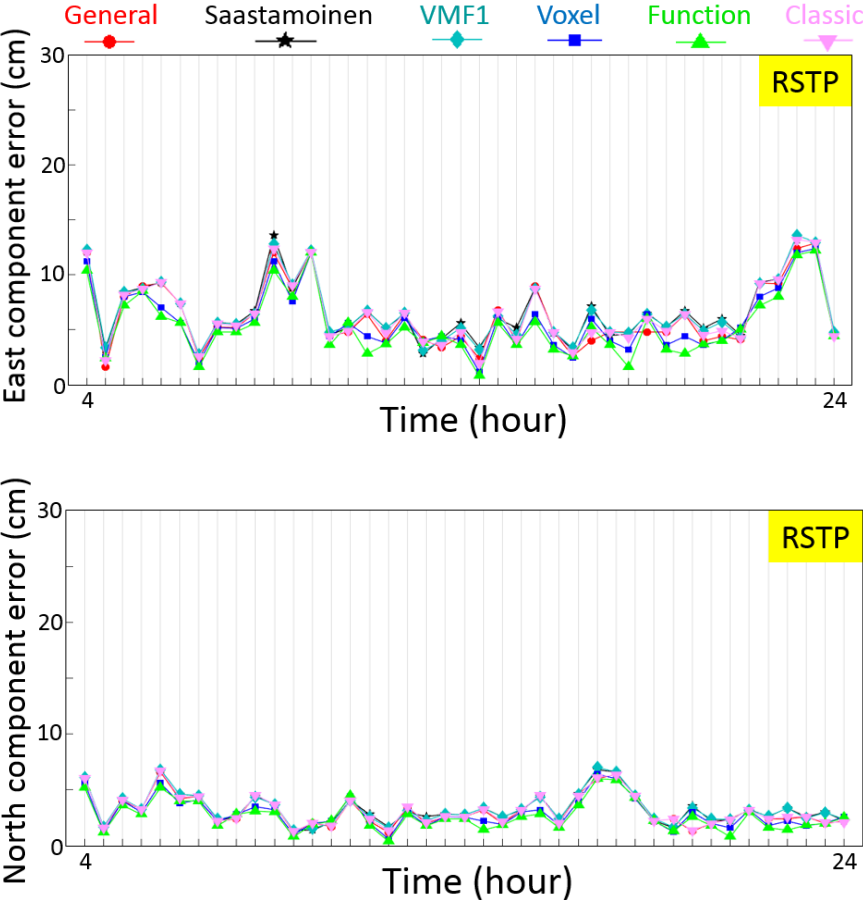 General Saastamoinen VMF1 Voxel Function Classic
30
RSTP
20
10
0
East component error (cm)
4 24
Time (hour)
30
RSTP
20
10
0
North component error (cm)
4 24
Time (hour)